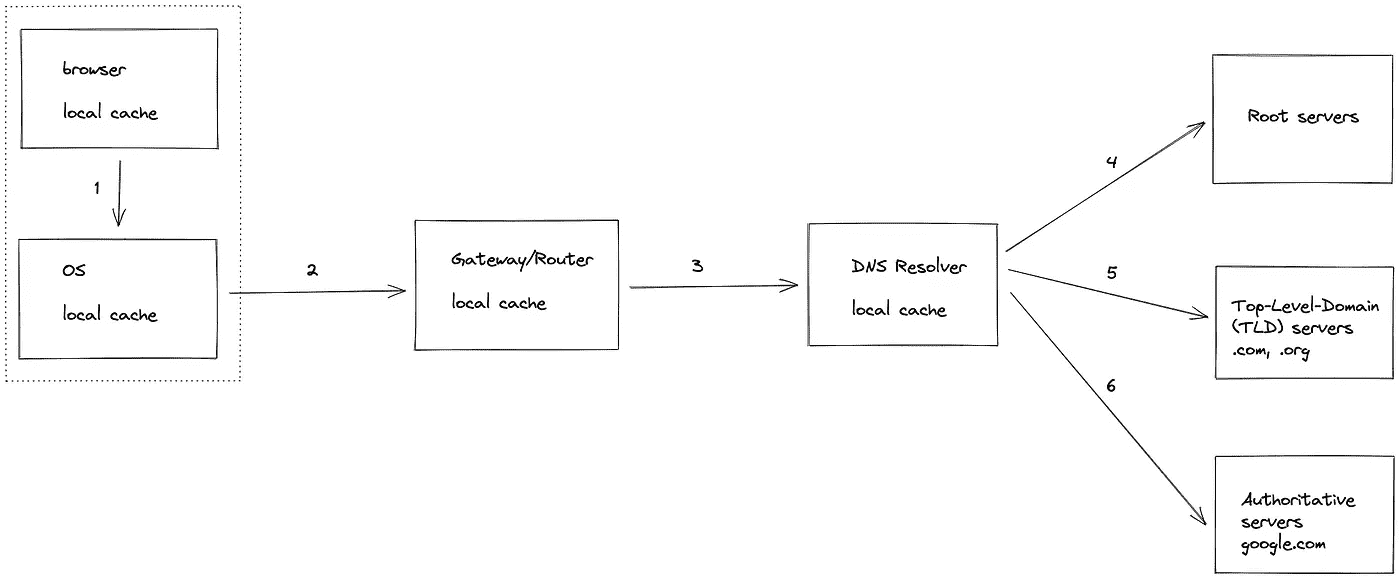 browser
local cache
1
OS
local cache
2
Gateway/Router
local cache
3
DNS Resolver
local cache
4
Root servers
5
Top-Level-Domain
(TLD) servers
.com, .org
6
Authoritative
servers
google.com